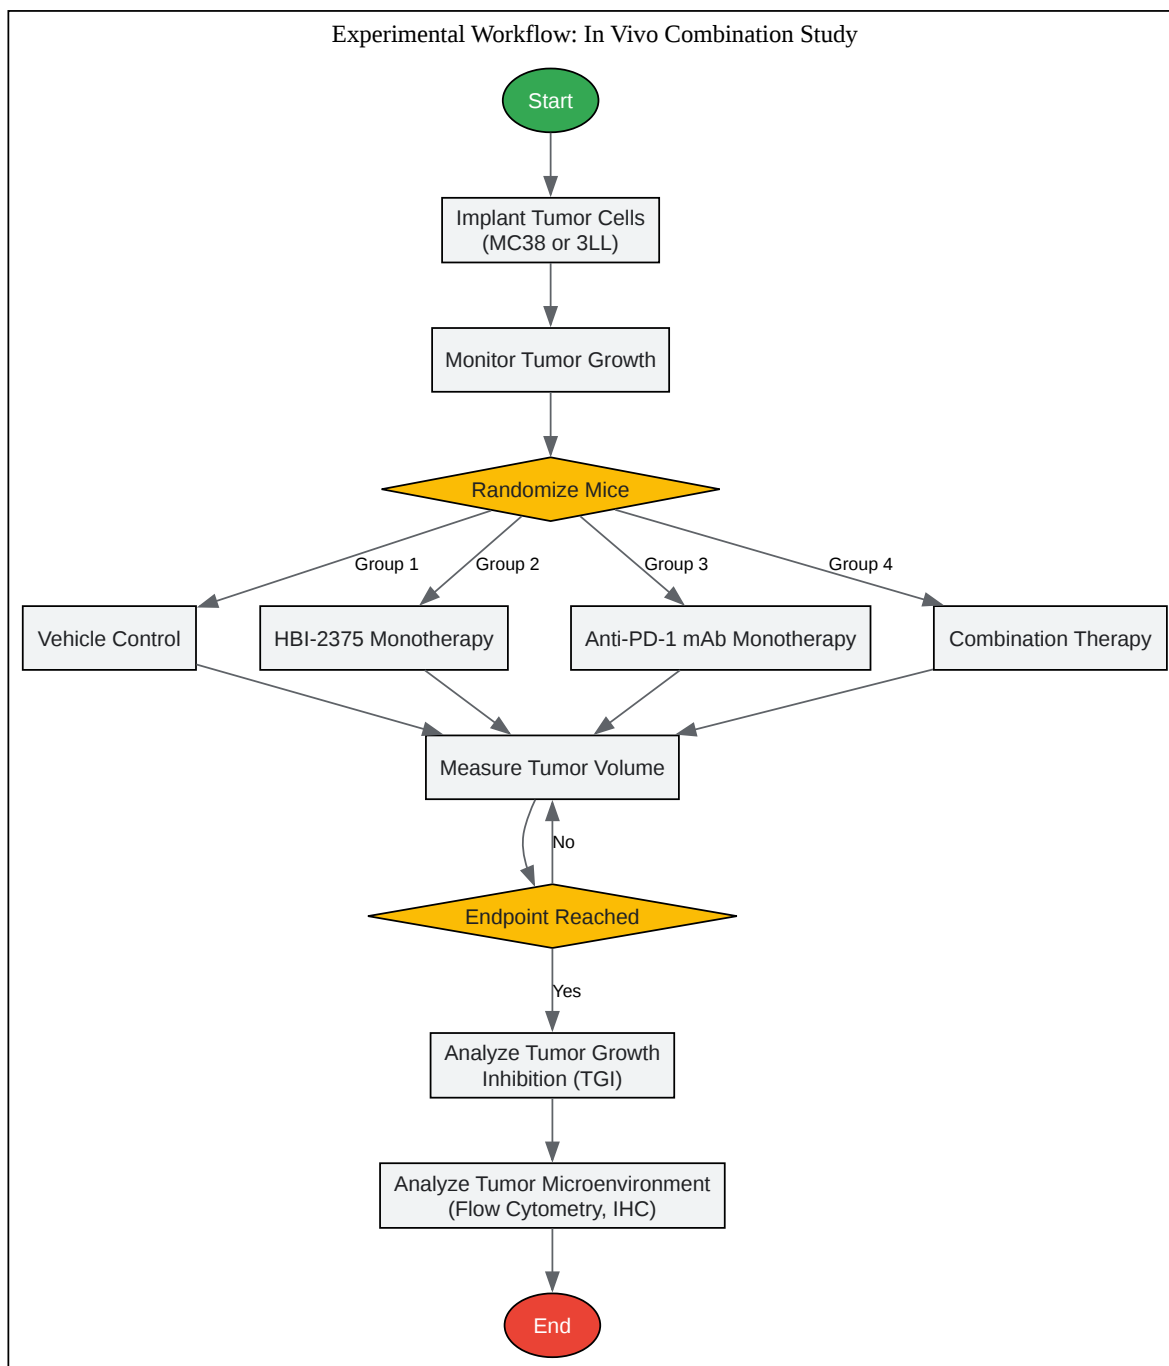 Experimental Workflow: In Vivo Combination Study
Start
Implant Tumor Cells
(MC38 or 3LL)
Monitor Tumor Growth
Randomize Mice
Group 1
Group 2
Group 3
Group 4
Vehicle Control
HBI-2375 Monotherapy
Anti-PD-1 mAb Monotherapy
Combination Therapy
Measure Tumor Volume
No
Endpoint Reached
Yes
Analyze Tumor Growth
Inhibition (TGI)
Analyze Tumor Microenvironment
(Flow Cytometry, IHC)
End